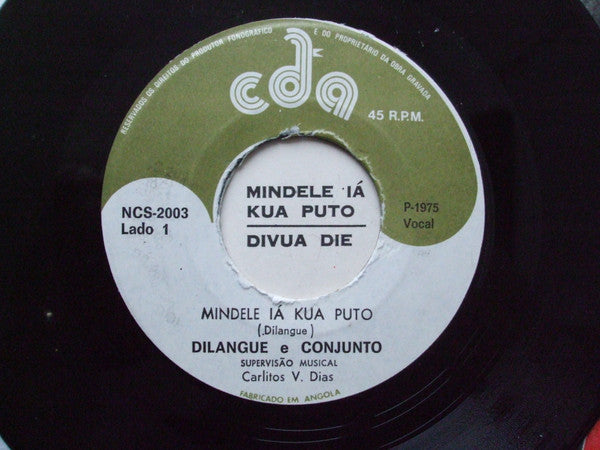 RESERVADOS OS DIREITOS DO PRODUTOR FONOGRÁFICO E DO PROPRIETÁRIO DA OBRA GRAVADA
cda
45 R.P.M.
NCS-2003
Lado 1
P-1975
Vocal
MINDELE IÁ
KUA PUTO
DIVUA DIE
MINDELE IÁ KUA PUTO
(Dilangue)
DILANGUE e CONJUNTO
SUPERVISÃO MUSICAL
Carlitos V. Dias
FABRICADO EM ANGOLA